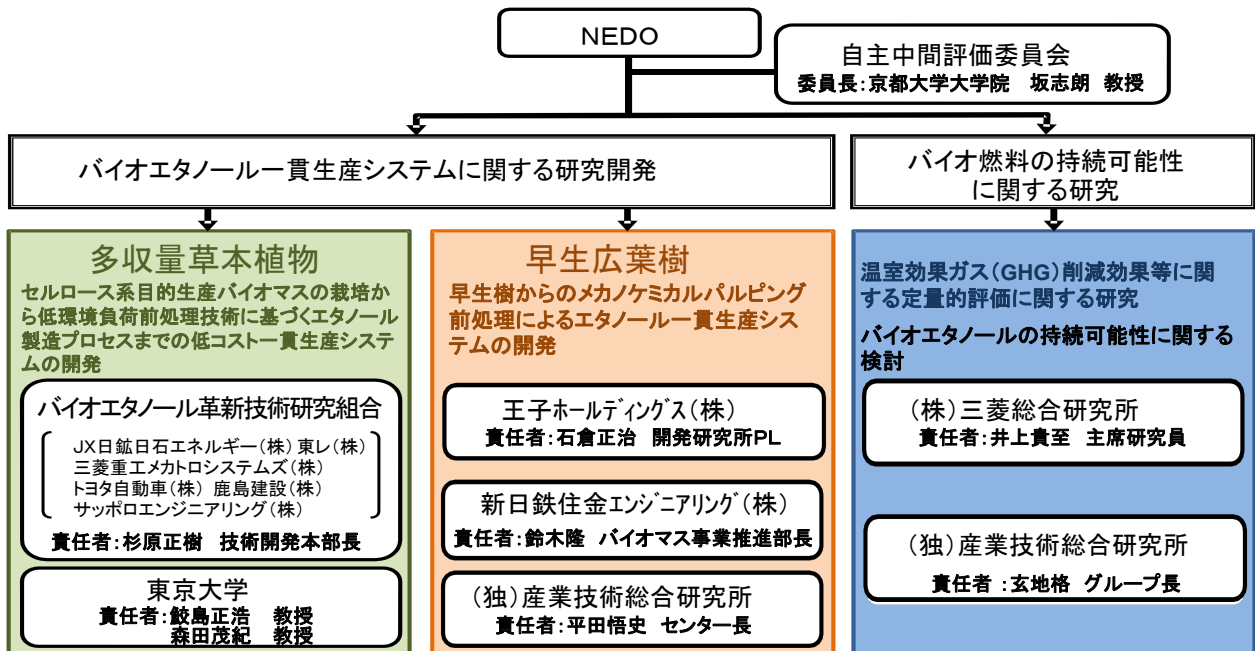 NEDO
自主中間評価委員会
委員長:京都大学大学院　坂志朗 教授
バイオエタノール一貫生産システムに関する研究開発
バイオ燃料の持続可能性
に関する研究
多収量草本植物
セルロース系目的生産バイオマスの栽培か
ら低環境負荷前処理技術に基づくエタノール
製造プロセスまでの低コスト一貫生産システ
ムの開発
バイオエタノール革新技術研究組合
JX日鉱日石エネルギー(株) 東レ(株)
三菱重工メカトロシステムズ(株)
トヨタ自動車(株) 鹿島建設(株)
サッポロエンジニアリング(株)
責任者:杉原正樹 技術開発本部長
東京大学
責任者:鮫島正浩　教授
森田茂紀　教授
早生広葉樹
早生樹からのメカノケミカルパルピング
前処理によるエタノール一貫生産シス
テムの開発
王子ホールディングス(株)
責任者:石倉正治 開発研究所PL
新日鉄住金エンジニアリング(株)
責任者:鈴木隆 バイオマス事業推進部長
(独)産業技術総合研究所
責任者:平田悟史 センター長
温室効果ガス(GHG)削減効果等に関
する定量的評価に関する研究
バイオエタノールの持続可能性に関する
検討
(株)三菱総合研究所
責任者:井上貴至 主席研究員
(独)産業技術総合研究所
責任者 :玄地裕 グループ長